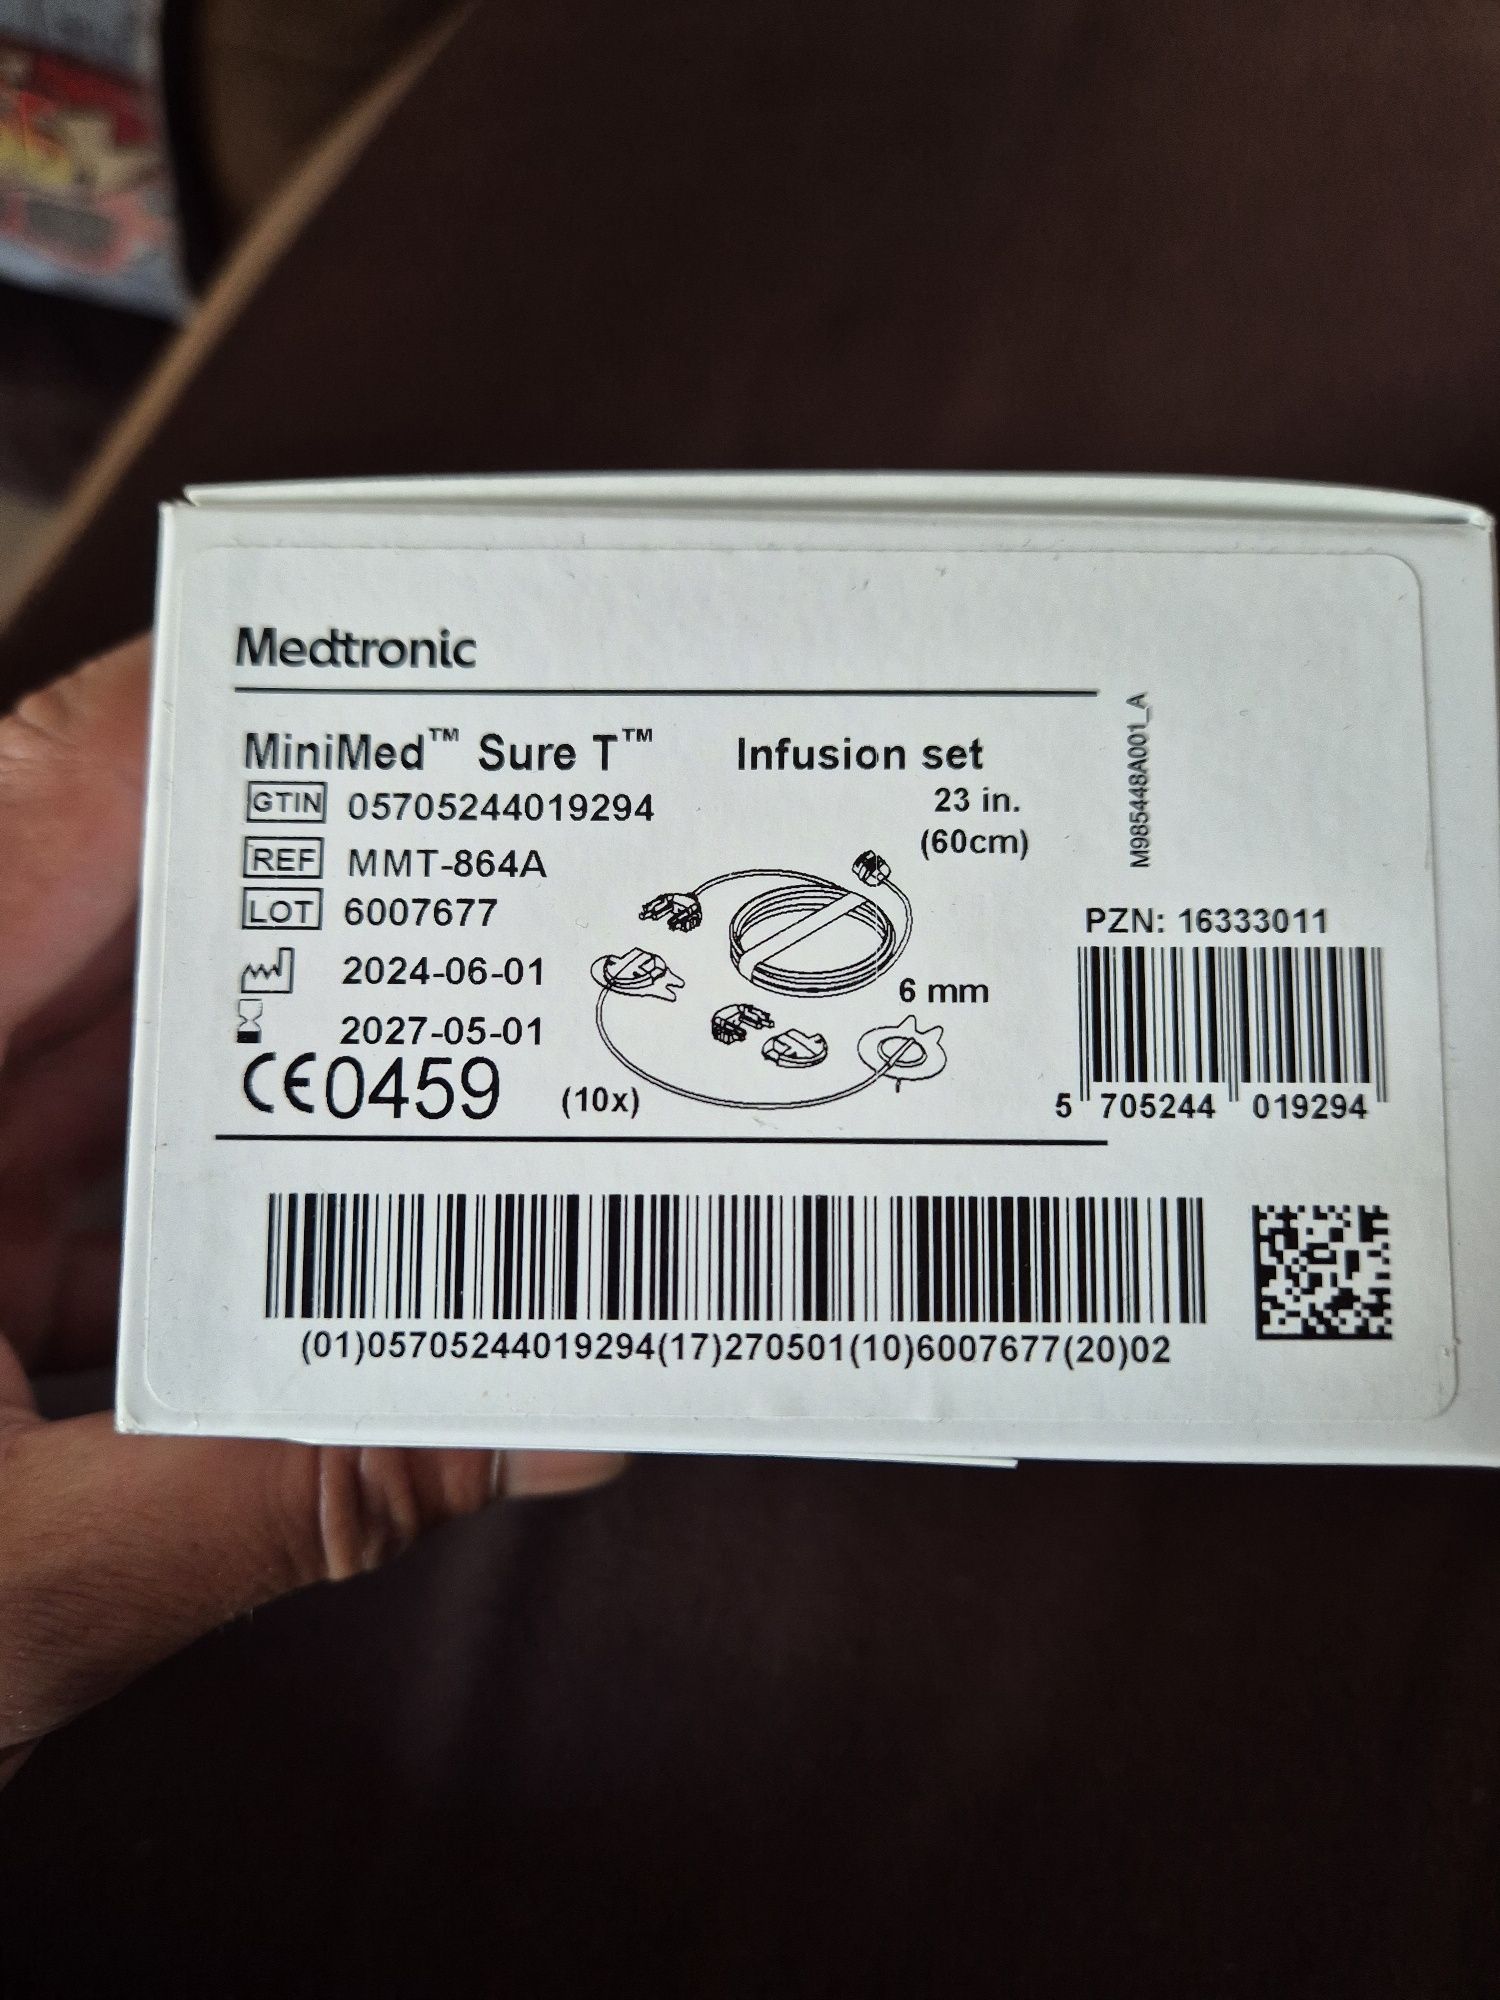 Medtronic
MiniMed™ Sure T™ Infusion set
GTIN 05705244019294
23 in.
(60cm)
REF MMT-864A
LOT 6007677
2024-06-01
6 mm
2027-05-01
CE0459
(10x)
M985448A001_A
PZN: 16333011
5 705244 019294
(01)05705244019294(17)270501(10)6007677(20)02